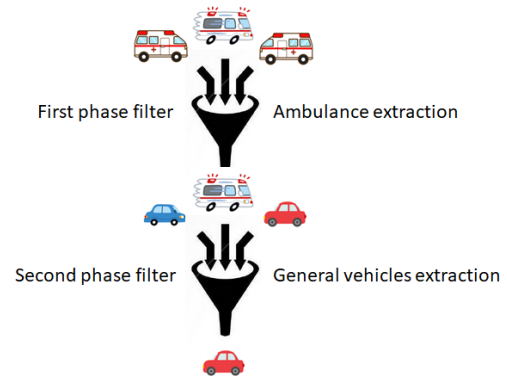 First phase filter
Ambulance extraction
Second phase filter
General vehicles extraction